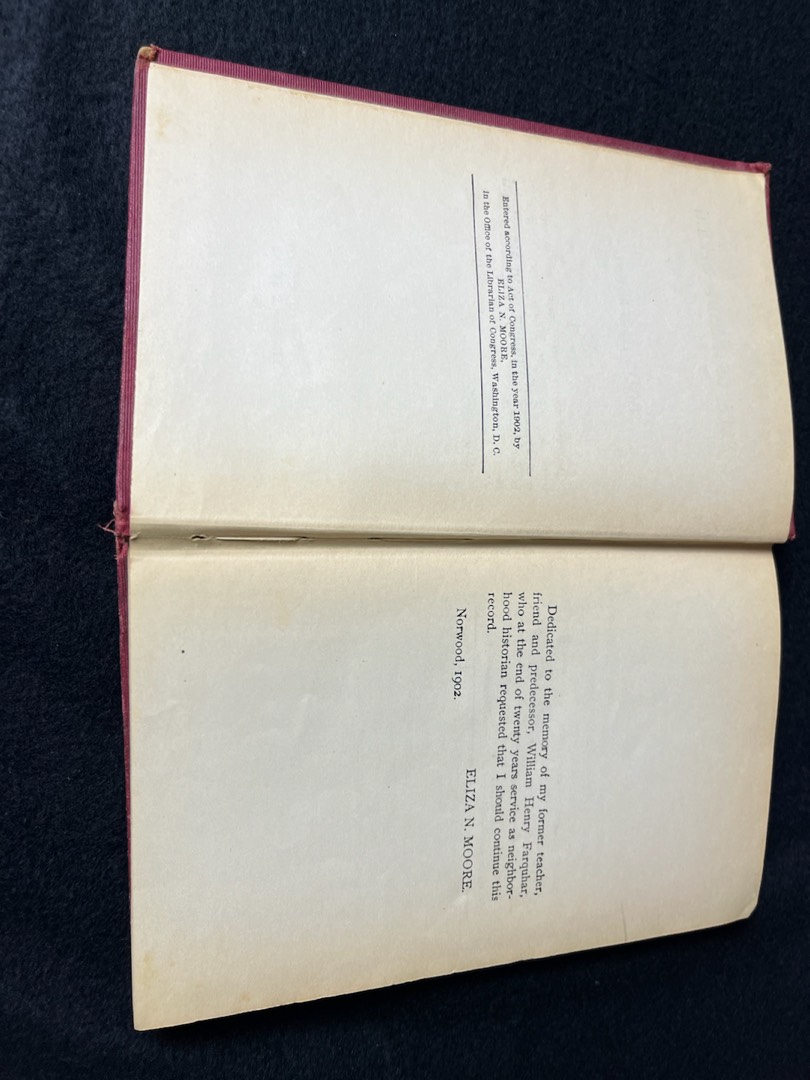 Entered according to Act of Congress, in the year 1902, by
ELIZA N. MOORE,
in the Office of the Librarian of Congress, Washington, D. C.
Dedicated to the memory of my former teacher,
friend and predecessor, William Henry Farquhar,
who at the end of twenty years service as neighbor-
hood historian requested that I should continue this
record.
ELIZA N. MOORE.
Norwood, 1902.